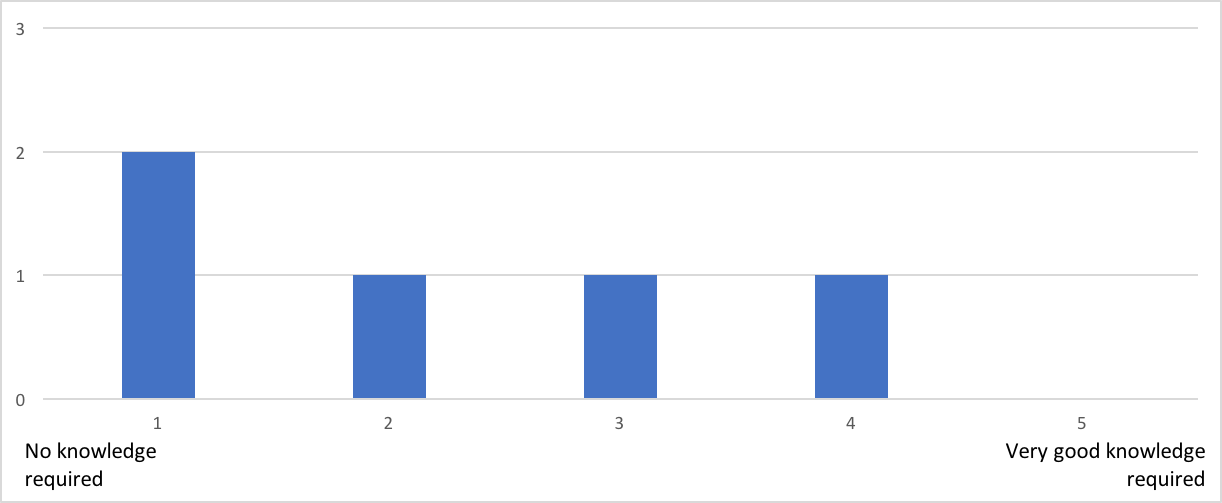 3
2
1
0
1 2 3 4 5
No knowledge
required
Very good knowledge
required